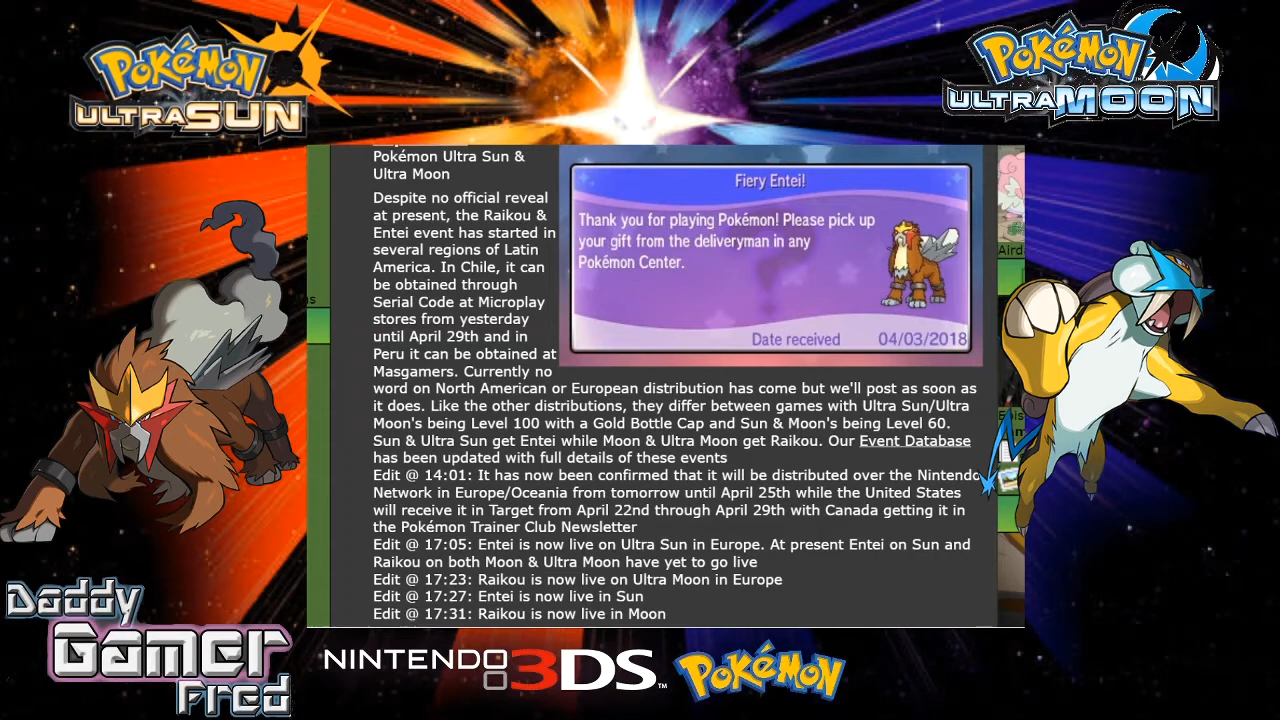 POKéMON
ULTRA SUN
POKéMON
ULTRA MOON
Pokémon Ultra Sun &
Ultra Moon
Despite no official reveal
at present, the Raikou &
Entei event has started in
several regions of Latin
America. In Chile, it can
be obtained through
Serial Code at Microplay
stores from yesterday
until April 29th and in
Peru it can be obtained at
Masgamers. Currently no
word on North American or European distribution has come but we'll post as soon as
it does. Like the other distributions, they differ between games with Ultra Sun/Ultra
Moon's being Level 100 with a Gold Bottle Cap and Sun & Moon's being Level 60.
Sun & Ultra Sun get Entei while Moon & Ultra Moon get Raikou. Our Event Database
has been updated with full details of these events
Edit @ 14:01: It has now been confirmed that it will be distributed over the Nintendo
Network in Europe/Oceania from tomorrow until April 25th while the United States
will receive it in Target from April 22nd through April 29th with Canada getting it in
the Pokémon Trainer Club Newsletter
Edit @ 17:05: Entei is now live on Ultra Sun in Europe. At present Entei on Sun and
Raikou on both Moon & Ultra Moon have yet to go live
Edit @ 17:23: Raikou is now live on Ultra Moon in Europe
Edit @ 17:27: Entei is now live in Sun
Edit @ 17:31: Raikou is now live in Moon
Fiery Entei!
Thank you for playing Pokémon! Please pick up
your gift from the deliveryman in any
Pokémon Center.
Date received 04/03/2018
Daddy
Gamer
Fred
NINTENDO 3DS™
POKéMON